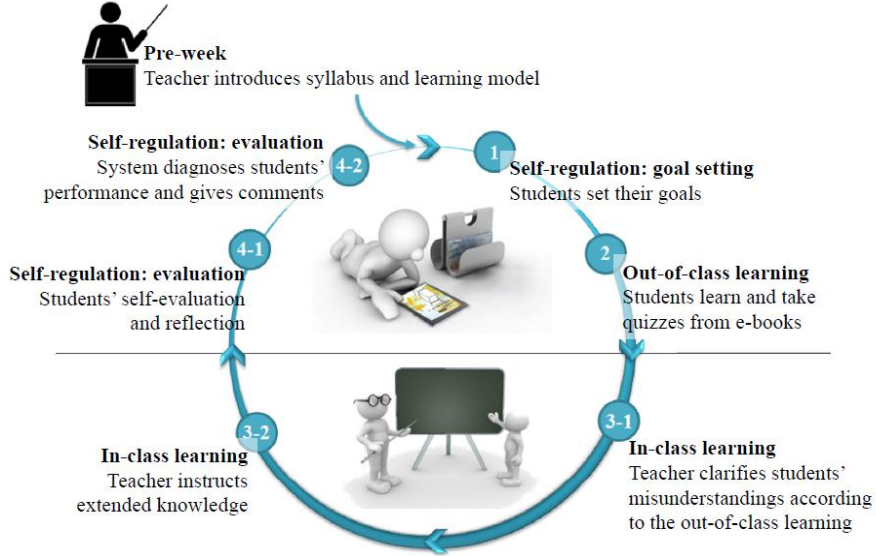 Pre-week
Teacher introduces syllabus and learning model
1
Self-regulation: goal setting
Students set their goals
2
Out-of-class learning
Students learn and take
quizzes from e-books
3-1
In-class learning
Teacher clarifies students’
misunderstandings according
to the out-of-class learning
3-2
In-class learning
Teacher instructs
extended knowledge
4-1
Self-regulation: evaluation
Students’ self-evaluation
and reflection
4-2
Self-regulation: evaluation
System diagnoses students’
performance and gives comments